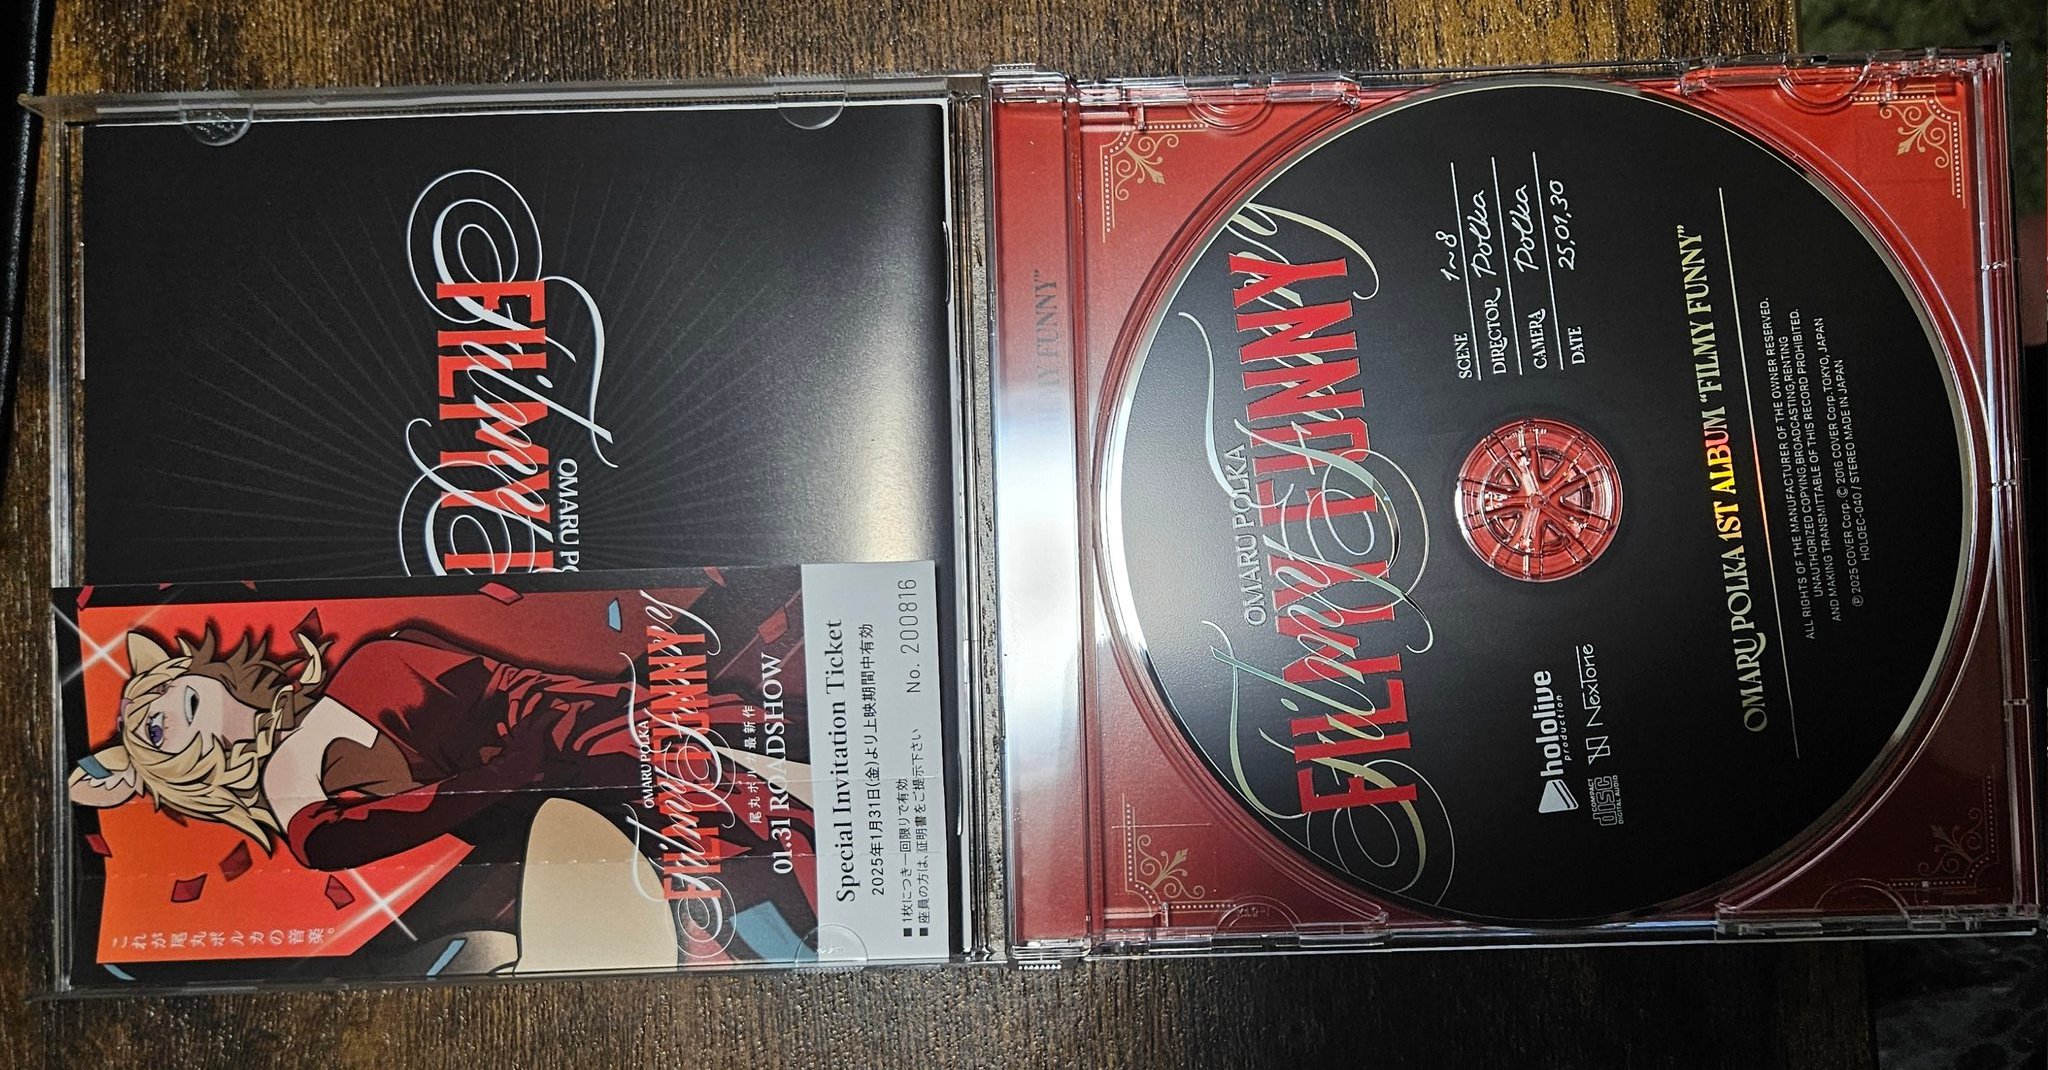 Filmy Funny
FILMY F
OMARU PO
これが尾丸ポルカの音楽。
OMARU POLKA
Filmy Funny
FILMY FUNNY
尾丸ポルカ最新作
01.31 ROADSHOW
Special Invitation Ticket
2025年1月31日(金)より上映期間中有効
■1枚につき一回限りで有効
■座員の方は、証明書をご提示下さい
No. 200816
FUNNY"
OMARU POLKA
Filmy Funny
FILMY FUNNY
SCENE 1~8
DIRECTOR Polka
CAMERA Polka
DATE 25.01.30
hololive
production
COMPACT
disc
DIGITAL AUDIO
NexTone
OMARU POLKA 1ST ALBUM "FILMY FUNNY"
ALL RIGHTS OF THE MANUFACTURER OF THE OWNER RESERVED.
UNAUTHORIZED COPYING,BROADCASTING,RENTING
AND MAKING TRANSMITTABLE OF THIS RECORD PROHIBITED.
Ⓟ 2025 COVER Corp. © 2016 COVER Corp. TOKYO, JAPAN
HOLOEC-040 / STEREO MADE IN JAPAN